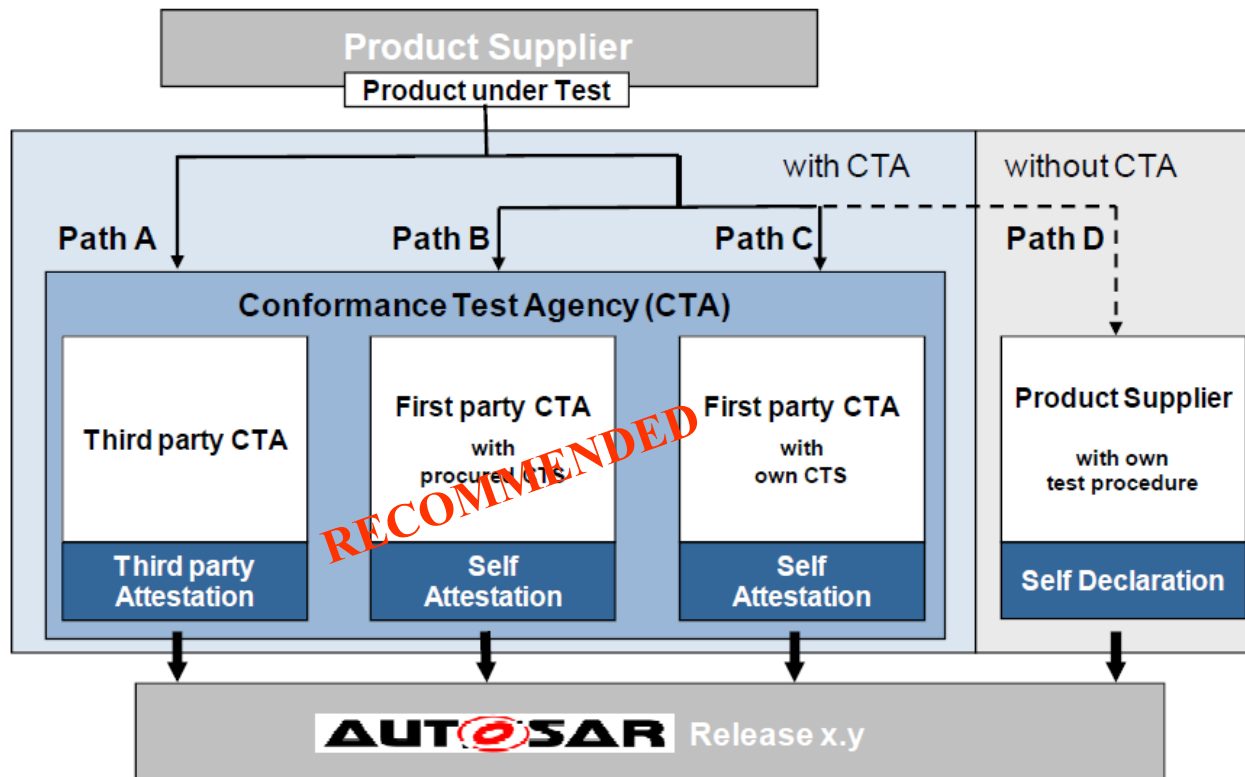 Product Supplier
Product under Test
with CTA
without CTA
Path A
Path B
Path C
Path D
Conformance Test Agency (CTA)
Third party CTA
First party CTA
with
procured CTS
First party CTA
with
own CTS
Product Supplier
with own
test procedure
RECOMMENDED
Third party
Attestation
Self
Attestation
Self
Attestation
Self Declaration
AUTOSAR Release x.y